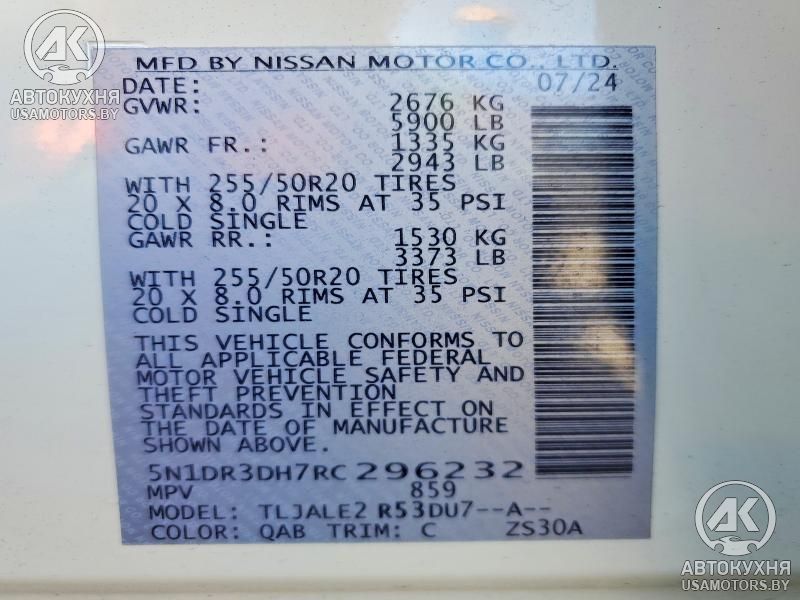 AK
АВТОКУХНЯ
USAMOTORS.BY
MFD BY NISSAN MOTOR CO., LTD.
DATE: 07/24
GVWR: 2676 KG
5900 LB
GAWR FR.: 1335 KG
2943 LB
WITH 255/50R20 TIRES
20 X 8.0 RIMS AT 35 PSI
COLD SINGLE
GAWR RR.: 1530 KG
3373 LB
WITH 255/50R20 TIRES
20 X 8.0 RIMS AT 35 PSI
COLD SINGLE
THIS VEHICLE CONFORMS TO
ALL APPLICABLE FEDERAL
MOTOR VEHICLE SAFETY AND
THEFT PREVENTION
STANDARDS IN EFFECT ON
THE DATE OF MANUFACTURE
SHOWN ABOVE.
5N1DR3DH7RC296232
MPV 859
MODEL: TLJALE2 R53DU7--A--
COLOR: QAB TRIM: C ZS30A
AK
АВТОКУХНЯ
USAMOTORS.BY